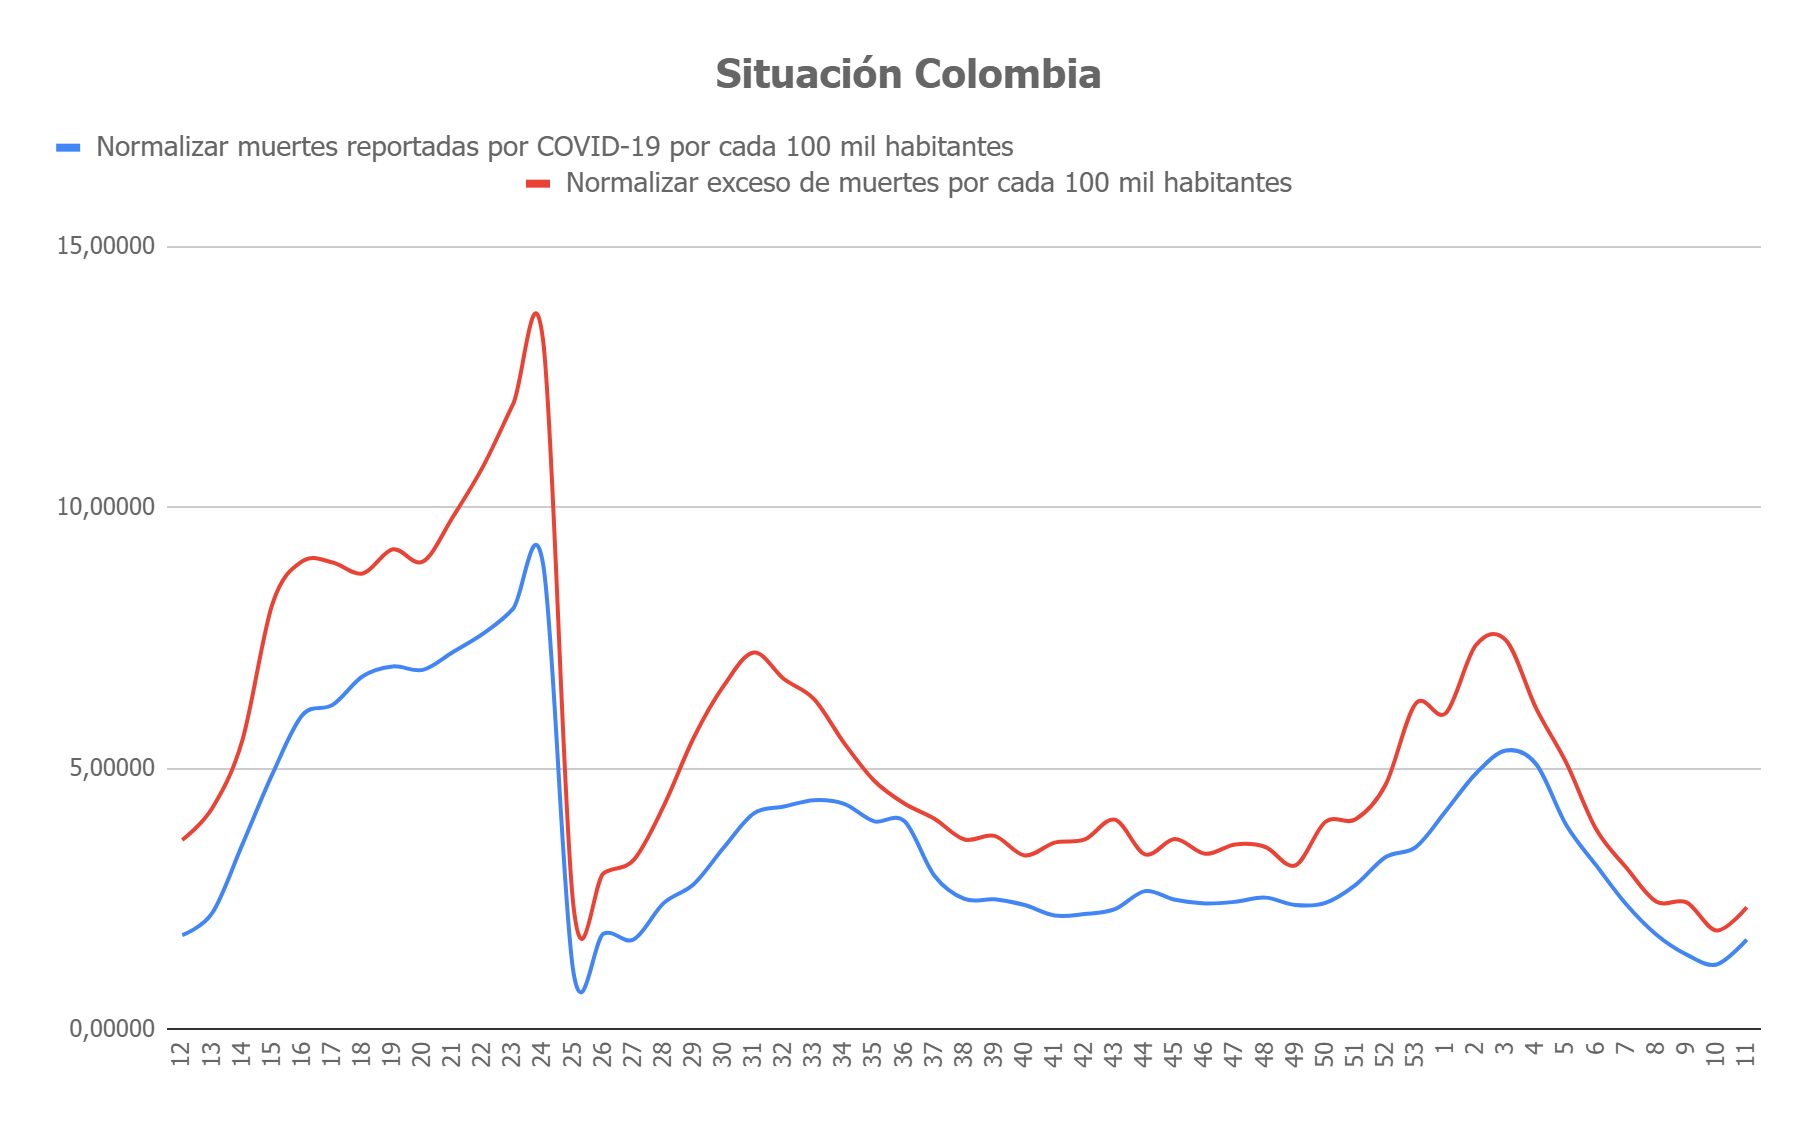 Situación Colombia
Normalizar muertes reportadas por COVID-19 por cada 100 mil habitantes
Normalizar exceso de muertes por cada 100 mil habitantes
15,00000
10,00000
5,00000
0,00000
12 13 14 15 16 17 18 19 20 21 22 23 24 25 26 27 28 29 30 31 32 33 34 35 36 37 38 39 40 41 42 43 44 45 46 47 48 49 50 51 52 53 1 2 3 4 5 6 7 8 9 10 11